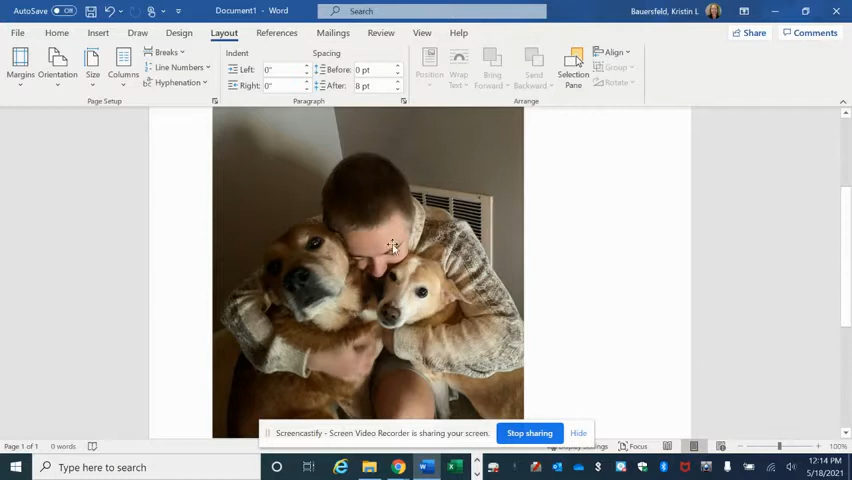 AutoSave Off Document1 - Word Search Bauersfeld, Kristin L
File Home Insert Draw Design Layout References Mailings Review View Help Share Comments
Margins Orientation Size Columns
Breaks
Line Numbers
Hyphenation
Page Setup
Indent
Left: 0"
Right: 0"
Spacing
Before: 0 pt
After: 8 pt
Paragraph
Position
Wrap Text
Bring Forward
Send Backward
Selection Pane
Align
Group
Rotate
Arrange
Screencastify - Screen Video Recorder is sharing your screen. Stop sharing Hide
Page 1 of 1 0 words Display Settings Focus 100%
Type here to search
12:14 PM
5/18/2021